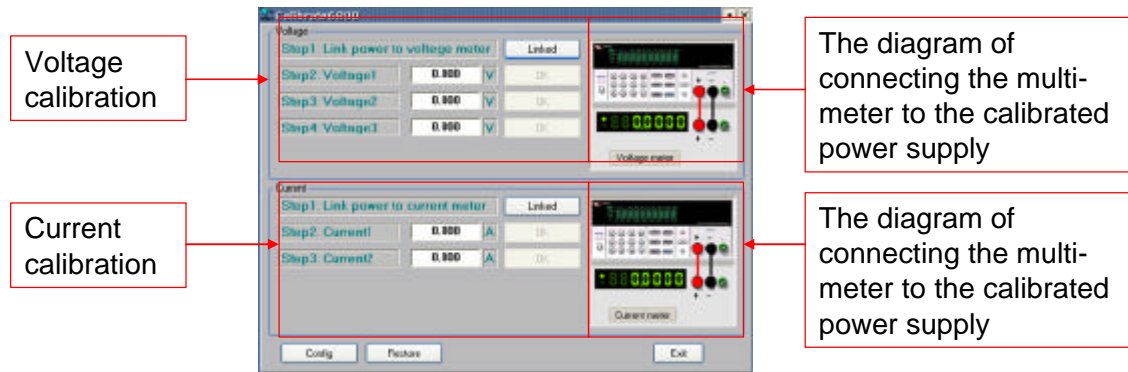 Calibrate6000
Voltage
Step1. Link power to voltege meter
Linked
Step2. Voltage1
0.000
V
OK
Step3. Voltage2
0.000
V
OK
Step4. Voltage3
0.000
V
OK
Voltage meter
Current
Step1. Link power to current meter
Linked
Step2. Current1
0.000
A
OK
Step3. Current2
0.000
A
OK
Current meter
Config
Restore
Exit
Voltage
calibration
Current
calibration
The diagram of
connecting the multi-
meter to the calibrated
power supply
The diagram of
connecting the multi-
meter to the calibrated
power supply